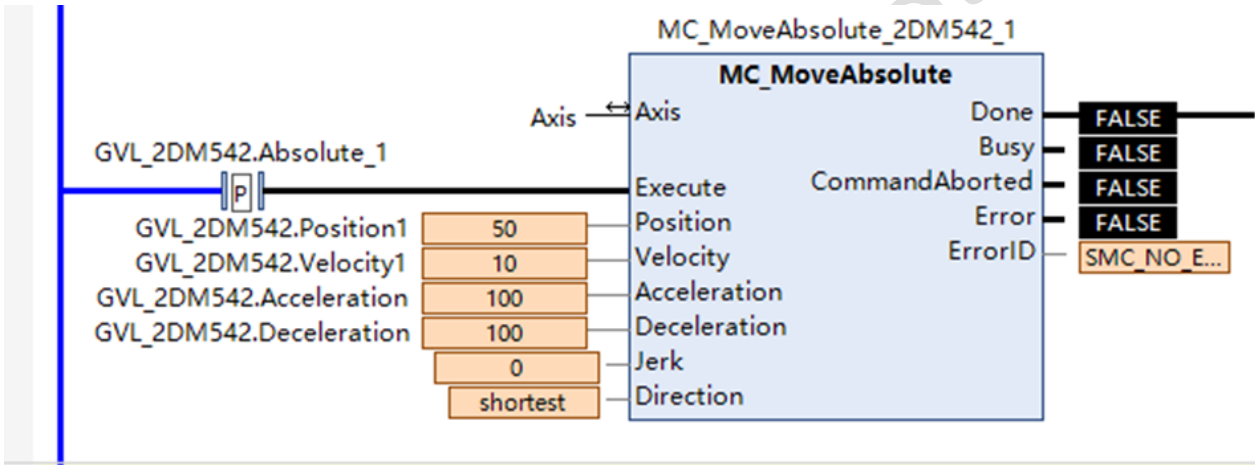 MC_MoveAbsolute_2DM542_1
MC_MoveAbsolute
Axis Axis Done FALSE
GVL_2DM542.Absolute_1 Busy FALSE
P Execute CommandAborted FALSE
GVL_2DM542.Position1 50 Position Error FALSE
GVL_2DM542.Velocity1 10 Velocity ErrorID SMC_NO_E...
GVL_2DM542.Acceleration 100 Acceleration
GVL_2DM542.Deceleration 100 Deceleration
0 Jerk
shortest Direction